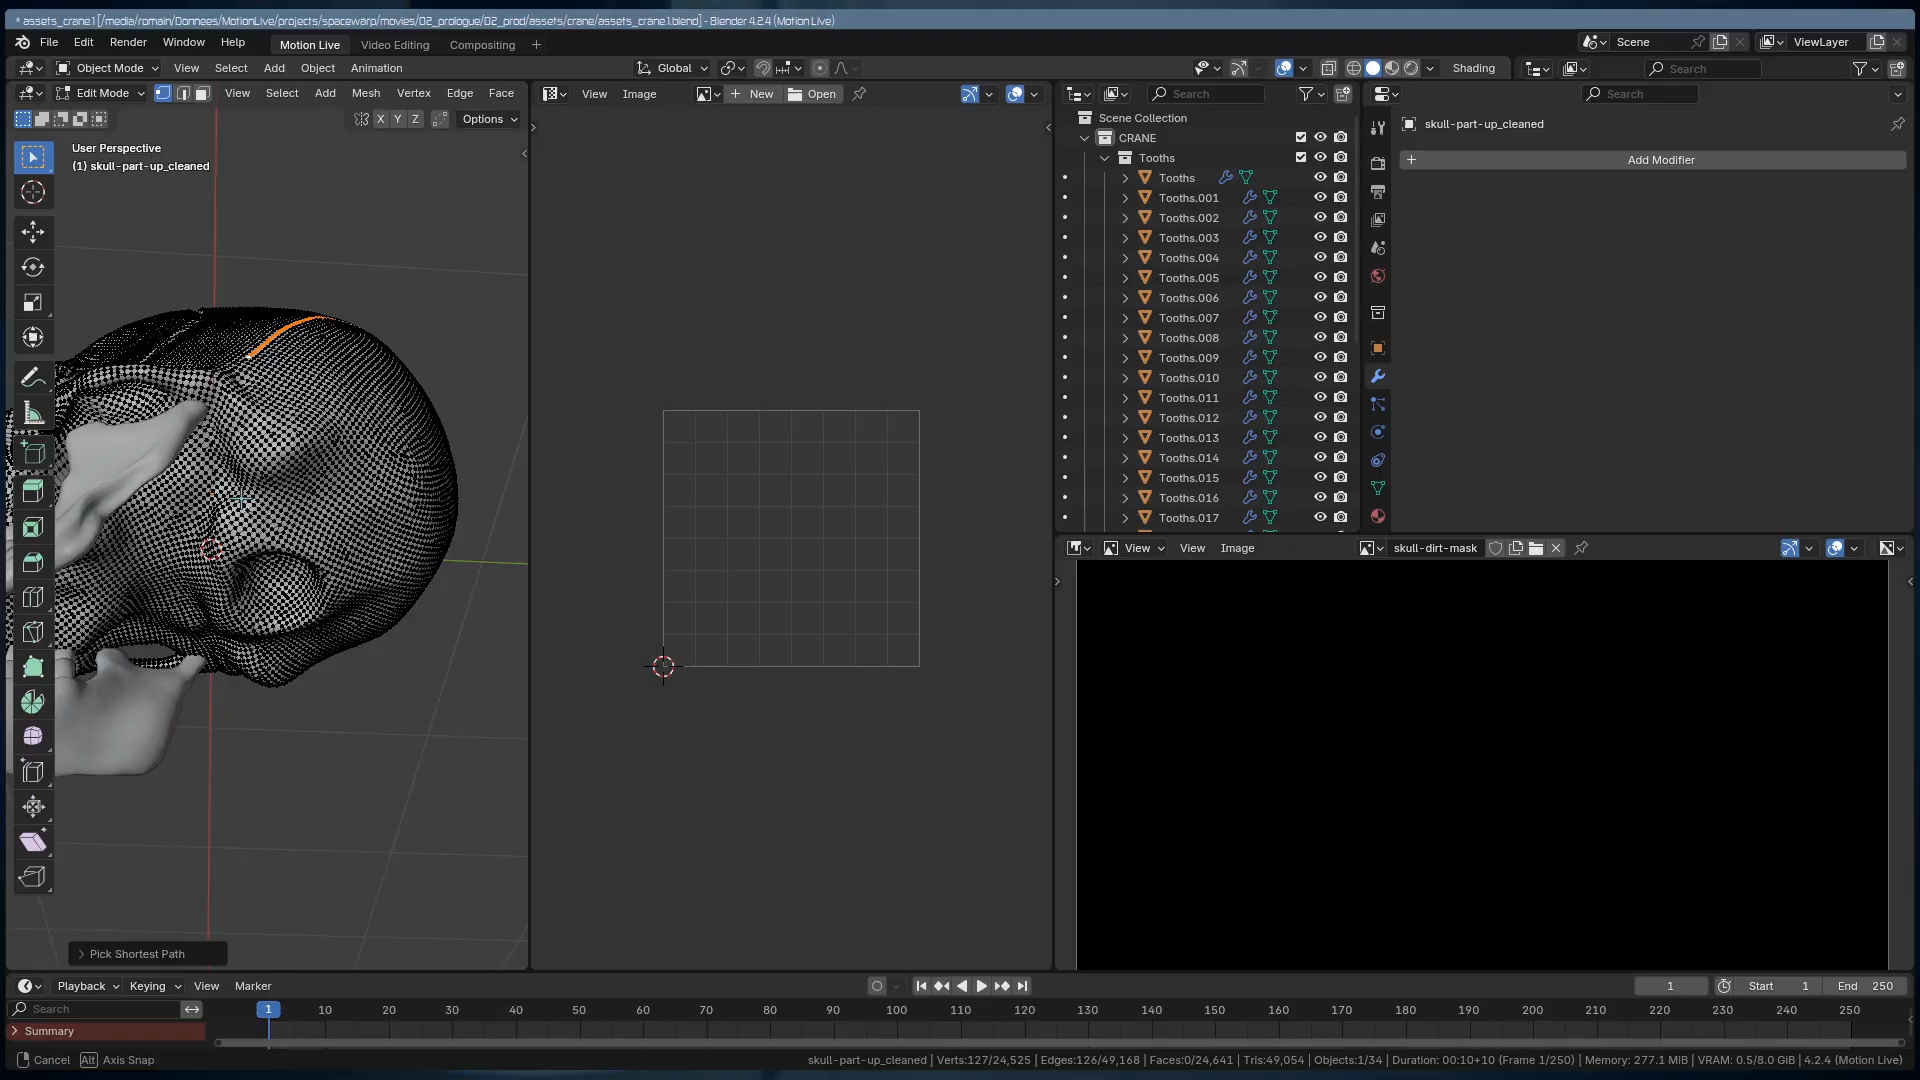 * assets_crane.1 [/media/romain/Donnees/MotionLive/projects/spacewarp/movies/02_prologue/02_prod/assets/crane/assets_crane.1.blend] - Blender 4.2.4 (Motion Live)
File Edit Render Window Help Motion Live Video Editing Compositing + Scene ViewLayer
Object Mode View Select Add Object Animation Global Shading Search
Edit Mode View Select Add Mesh Vertex Edge Face
View Image New Open Search Search
X Y Z Options
User Perspective
(1) skull-part-up_cleaned
Scene Collection
CRANE
Tooths
Tooths
Tooths.001
Tooths.002
Tooths.003
Tooths.004
Tooths.005
Tooths.006
Tooths.007
Tooths.008
Tooths.009
Tooths.010
Tooths.011
Tooths.012
Tooths.013
Tooths.014
Tooths.015
Tooths.016
Tooths.017
skull-part-up_cleaned
Add Modifier
View View Image skull-dirt-mask
Pick Shortest Path
Playback Keying View Marker 1 Start 1 End 250
Search 1 10 20 30 40 50 60 70 80 90 100 110 120 130 140 150 160 170 180 190 200 210 220 230 240 250
Summary
Cancel Alt Axis Snap skull-part-up_cleaned | Verts:127/24,525 | Edges:126/49,168 | Faces:0/24,641 | Tris:49,054 | Objects:1/34 | Duration: 00:10+10 (Frame 1/250) | Memory: 277.1 MiB | VRAM: 0.5/8.0 GiB | 4.2.4 (Motion Live)